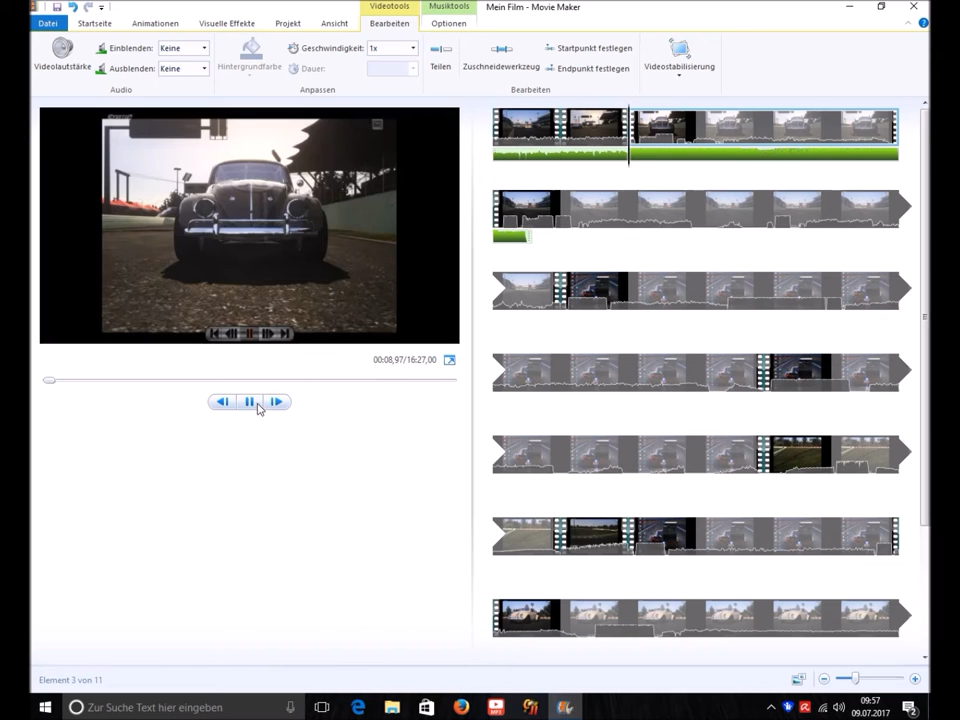 Videotools
Musiktools
Mein Film - Movie Maker
Datei
Startseite
Animationen
Visuelle Effekte
Projekt
Ansicht
Bearbeiten
Optionen
Videolautstärke
Einblenden: Keine
Ausblenden: Keine
Audio
Hintergrundfarbe
Geschwindigkeit: 1x
Dauer:
Anpassen
Teilen
Zuschneidewerkzeug
Startpunkt festlegen
Endpunkt festlegen
Bearbeiten
Videostabilisierung
00:08,97/16:27,00
Element 3 von 11
Zur Suche Text hier eingeben
MP3
09:57
09.07.2017
2